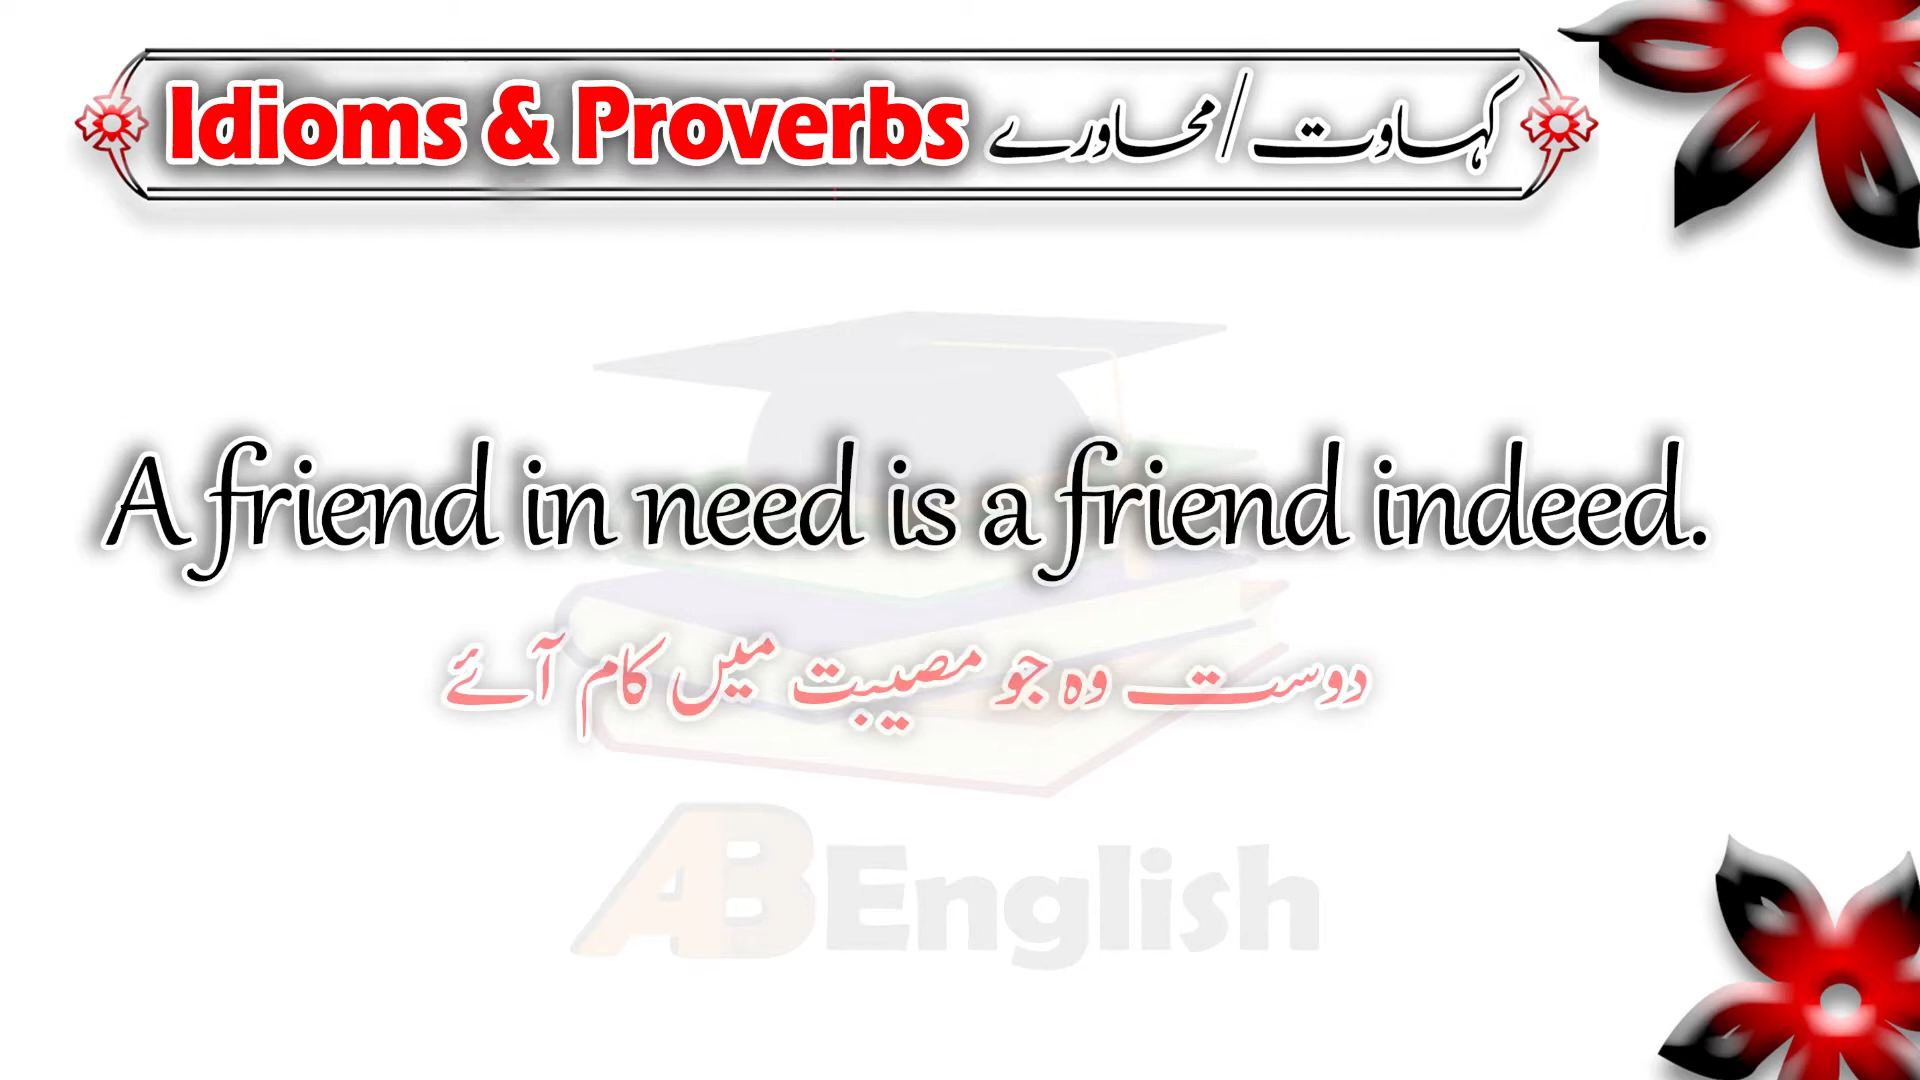 Idioms & Proverbs کہاوت/محاورے
A friend in need is a friend indeed.
دوست وہ جو مصیبت میں کام آئے
ABEnglish